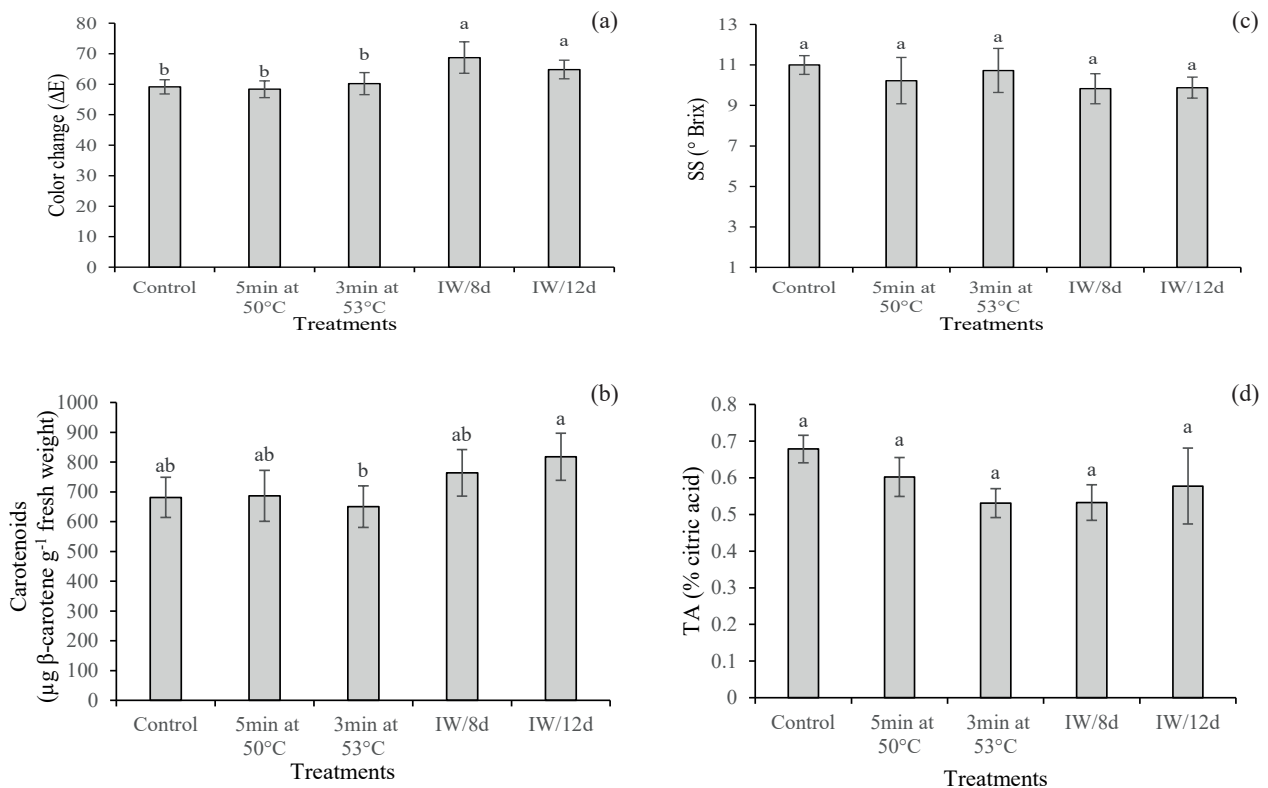 (a)
Color change (ΔE)
80
70
60
50
40
30
20
10
0
b
b
b
a
a
Control
5min at
50°C
3min at
53°C
IW/8d
IW/12d
Treatments
(c)
SS (° Brix)
13
11
9
7
5
3
1
a
a
a
a
a
Control
5min at
50°C
3min at
53°C
IW/8d
IW/12d
Treatments
(b)
Carotenoids
(µg β-carotene g⁻¹ fresh weight)
1000
900
800
700
600
500
400
300
200
100
0
ab
ab
b
ab
a
Control
5min at
50°C
3min at
53°C
IW/8d
IW/12d
Treatments
(d)
TA (% citric acid)
0.8
0.7
0.6
0.5
0.4
0.3
0.2
0.1
0
a
a
a
a
a
Control
5min at
50°C
3min at
53°C
IW/8d
IW/12d
Treatments